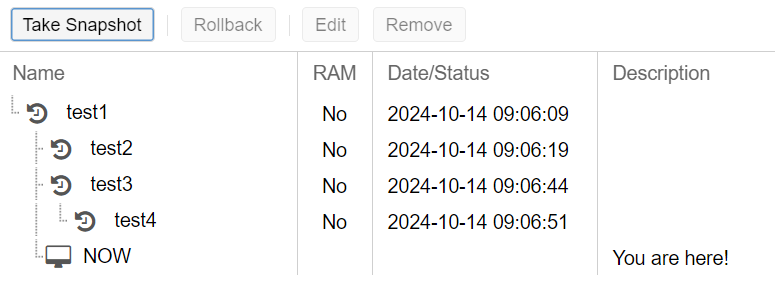 Take Snapshot Rollback Edit Remove
Name RAM Date/Status Description
test1 No 2024-10-14 09:06:09
test2 No 2024-10-14 09:06:19
test3 No 2024-10-14 09:06:44
test4 No 2024-10-14 09:06:51
NOW You are here!